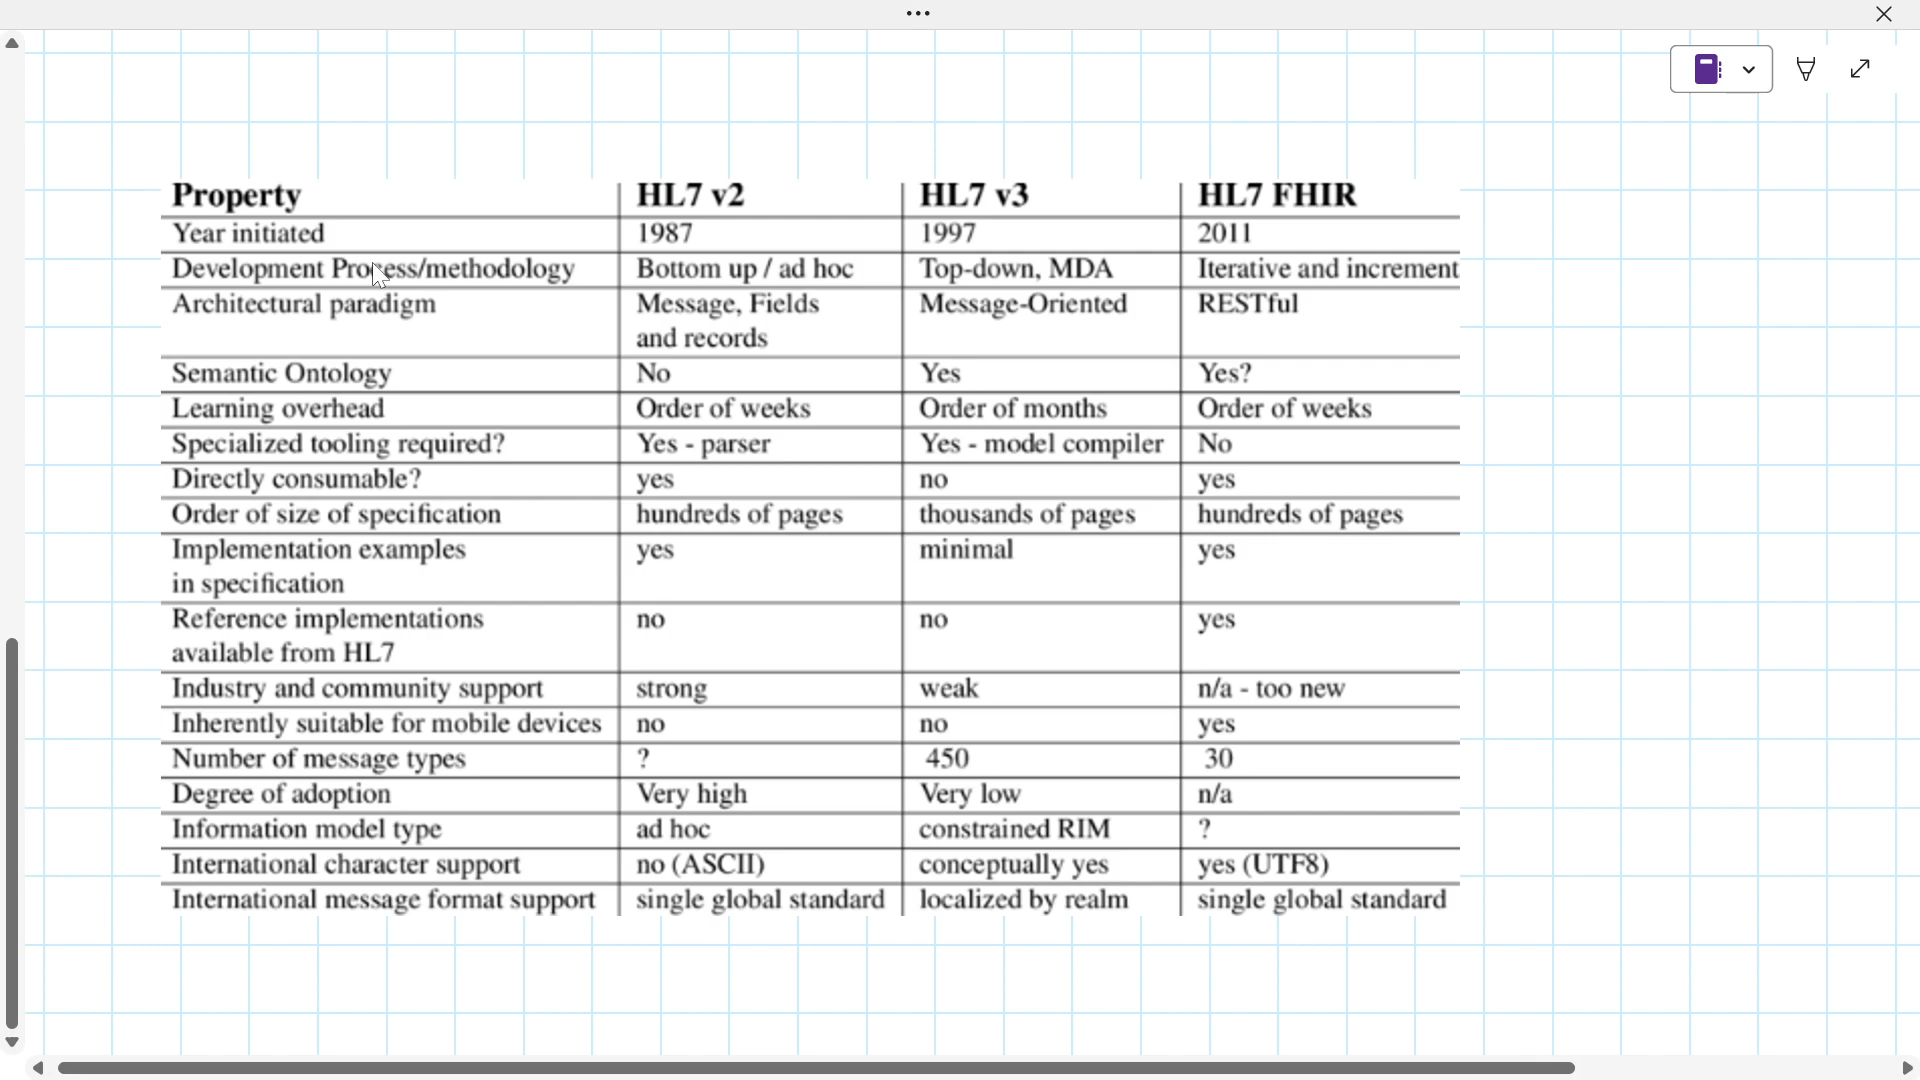 Property HL7 v2 HL7 v3 HL7 FHIR
Year initiated 1987 1997 2011
Development Process/methodology Bottom up / ad hoc Top-down, MDA Iterative and increment
Architectural paradigm Message, Fields Message-Oriented RESTful
and records
Semantic Ontology No Yes Yes?
Learning overhead Order of weeks Order of months Order of weeks
Specialized tooling required? Yes - parser Yes - model compiler No
Directly consumable? yes no yes
Order of size of specification hundreds of pages thousands of pages hundreds of pages
Implementation examples yes minimal yes
in specification
Reference implementations no no yes
available from HL7
Industry and community support strong weak n/a - too new
Inherently suitable for mobile devices no no yes
Number of message types ? 450 30
Degree of adoption Very high Very low n/a
Information model type ad hoc constrained RIM ?
International character support no (ASCII) conceptually yes yes (UTF8)
International message format support single global standard localized by realm single global standard